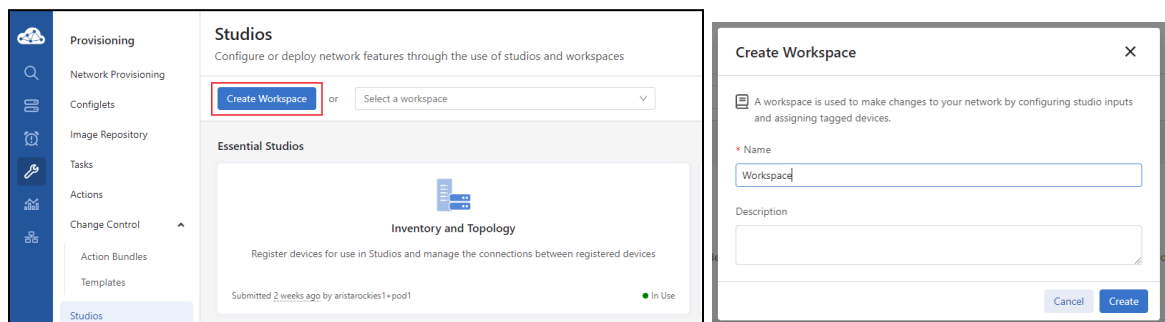 Provisioning
Network Provisioning
Configlets
Image Repository
Tasks
Actions
Change Control
Action Bundles
Templates
Studios
Studios
Configure or deploy network features through the use of studios and workspaces
Create Workspace or Select a workspace
Essential Studios
Inventory and Topology
Register devices for use in Studios and manage the connections between registered devices
Submitted 2 weeks ago by aristarockies1+pod1 In Use
Create Workspace
A workspace is used to make changes to your network by configuring studio inputs
and assigning tagged devices.
* Name
Workspace
Description
Cancel Create